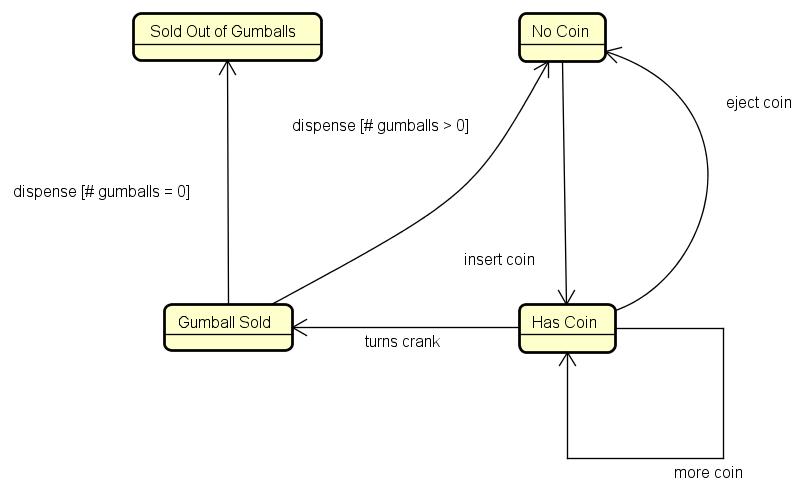 Sold Out of Gumballs
No Coin
eject coin
dispense [# gumballs > 0]
dispense [# gumballs = 0]
insert coin
Gumball Sold
Has Coin
turns crank
more coin